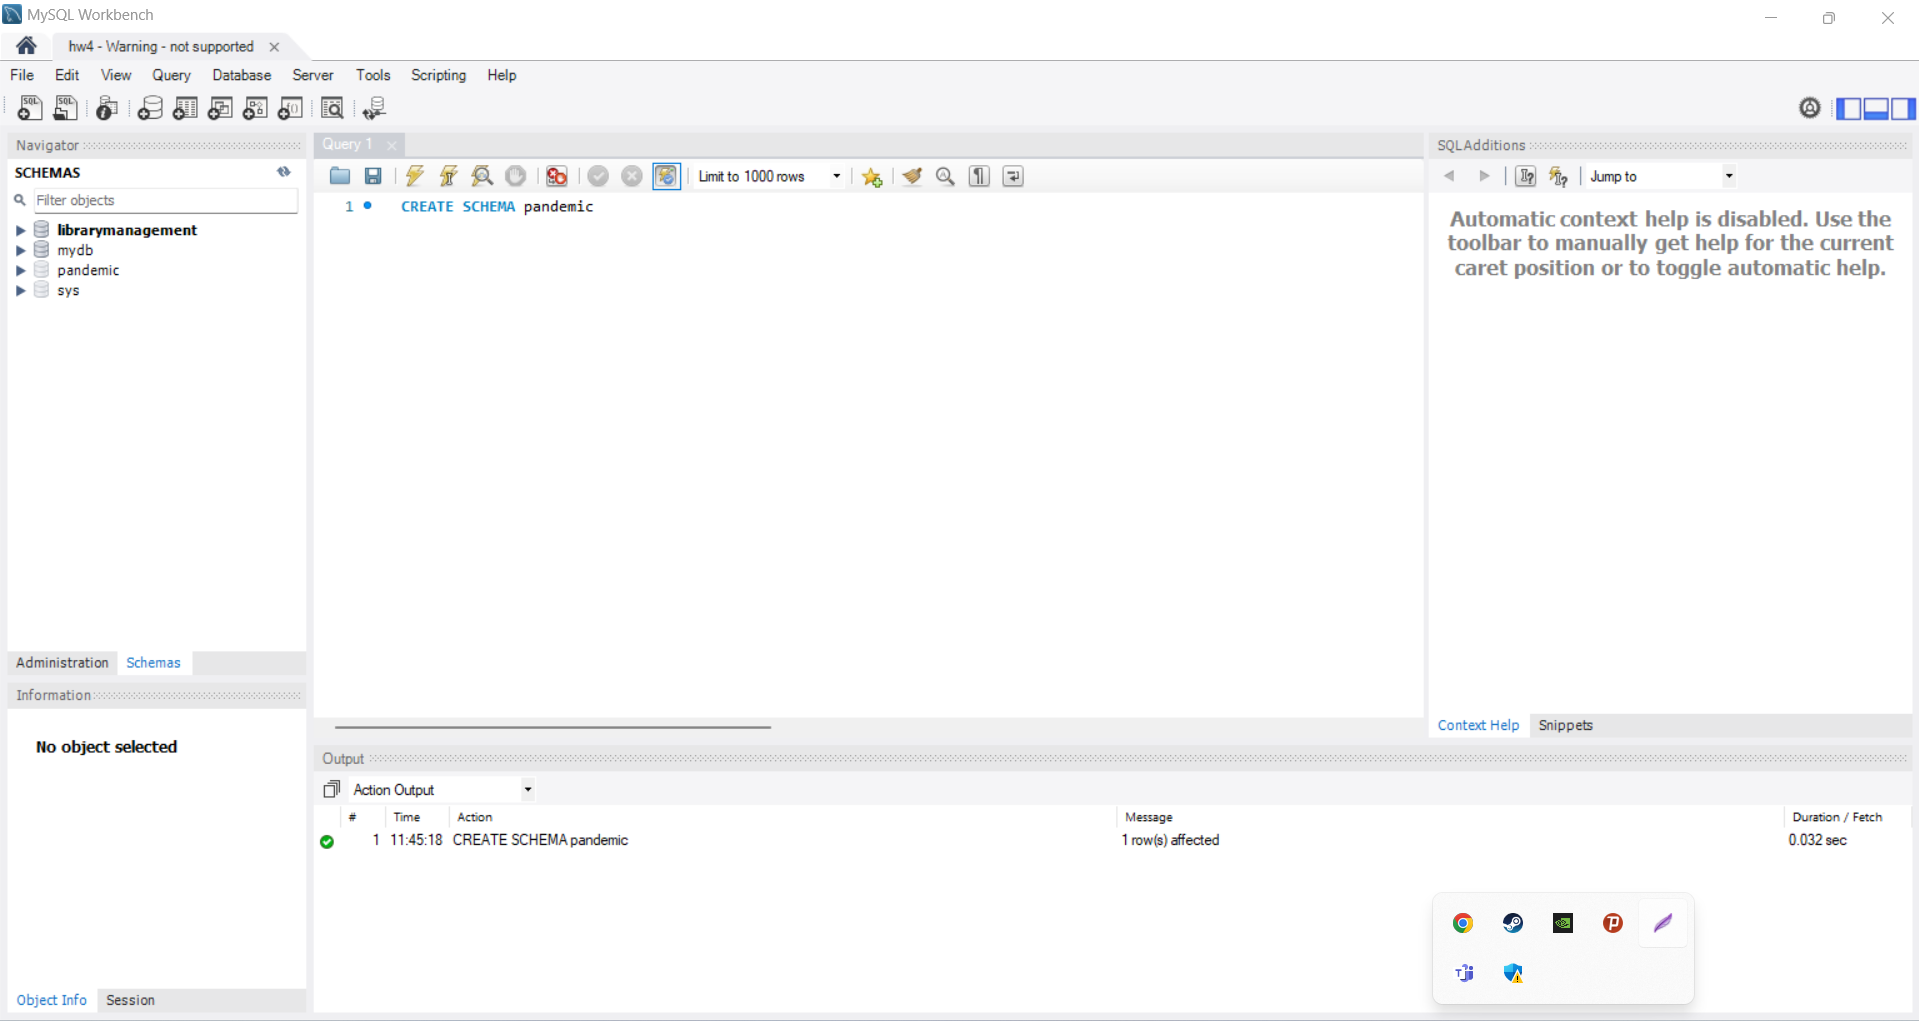 MySQL Workbench
hw4 - Warning - not supported
File Edit View Query Database Server Tools Scripting Help
Navigator
SCHEMAS
Filter objects
librarymanagement
mydb
pandemic
sys
Administration Schemas
Information
No object selected
Object Info Session
Query 1
Limit to 1000 rows
1 CREATE SCHEMA pandemic
SQLAdditions
Jump to
Automatic context help is disabled. Use the
toolbar to manually get help for the current
caret position or to toggle automatic help.
Context Help Snippets
Output
Action Output
# Time Action Message Duration / Fetch
1 11:45:18 CREATE SCHEMA pandemic 1 row(s) affected 0.032 sec